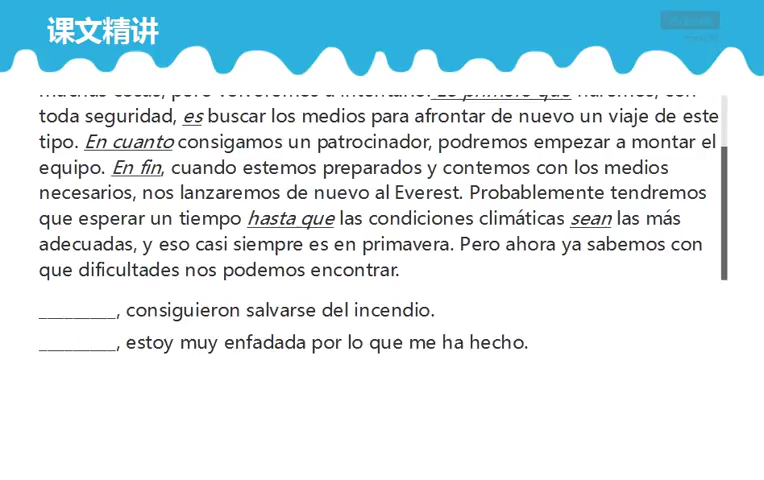 课文精讲
toda seguridad, es buscar los medios para afrontar de nuevo un viaje de este
tipo. En cuanto consigamos un patrocinador, podremos empezar a montar el
equipo. En fin, cuando estemos preparados y contemos con los medios
necesarios, nos lanzaremos de nuevo al Everest. Probablemente tendremos
que esperar un tiempo hasta que las condiciones climáticas sean las más
adecuadas, y eso casi siempre es en primavera. Pero ahora ya sabemos con
que dificultades nos podemos encontrar.
________, consiguieron salvarse del incendio.
________, estoy muy enfadada por lo que me ha hecho.